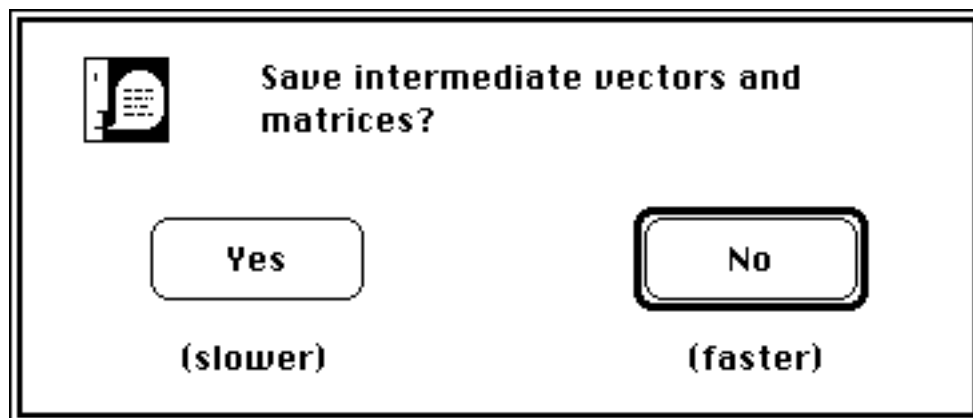 Save intermediate vectors and
matrices?
Yes
No
(slower)
(faster)